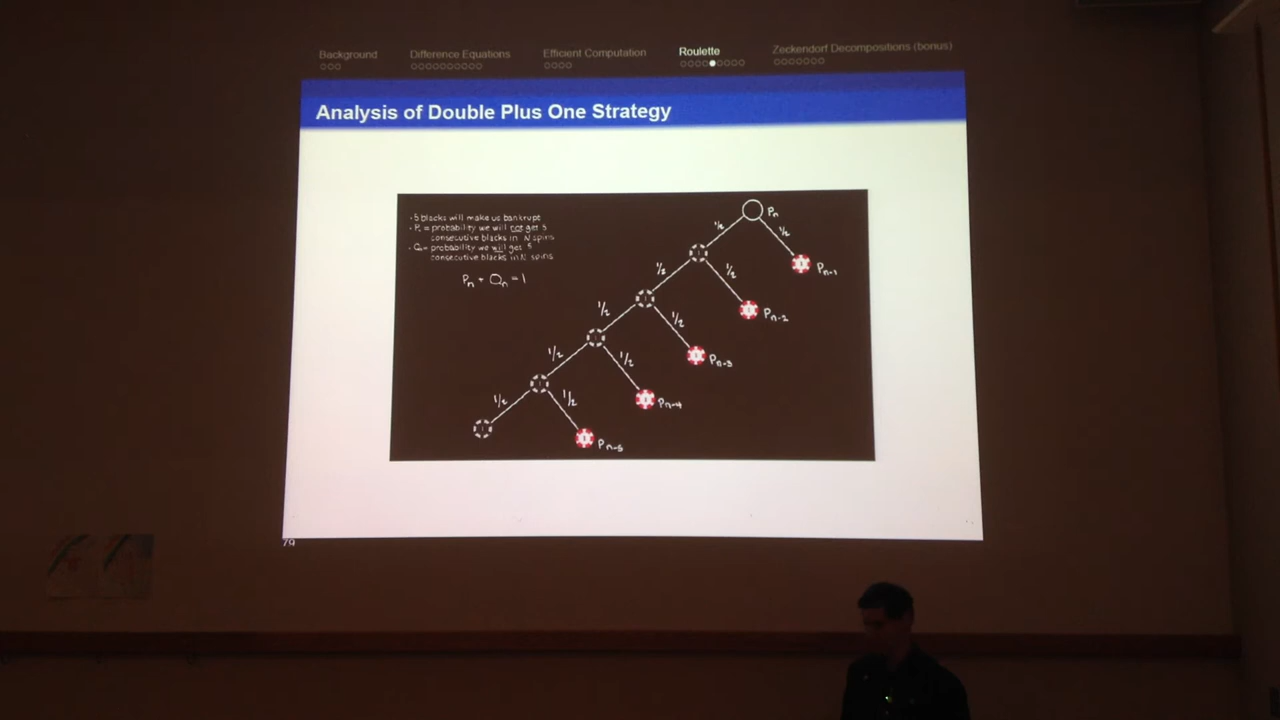 Background Difference Equations Efficient Computation Roulette Zeckendorf Decompositions (bonus)
Analysis of Double Plus One Strategy
• 5 blacks will make us bankrupt
• Pₙ = probability we will not get 5
consecutive blacks in N spins
• Qₙ = probability we will get 5
consecutive blacks in N spins
Pₙ + Qₙ = 1
Pₙ
½ ½
Pₙ₋₁
½ ½
Pₙ₋₂
½ ½
Pₙ₋₃
½ ½
Pₙ₋₄
½ ½
Pₙ₋₅
79